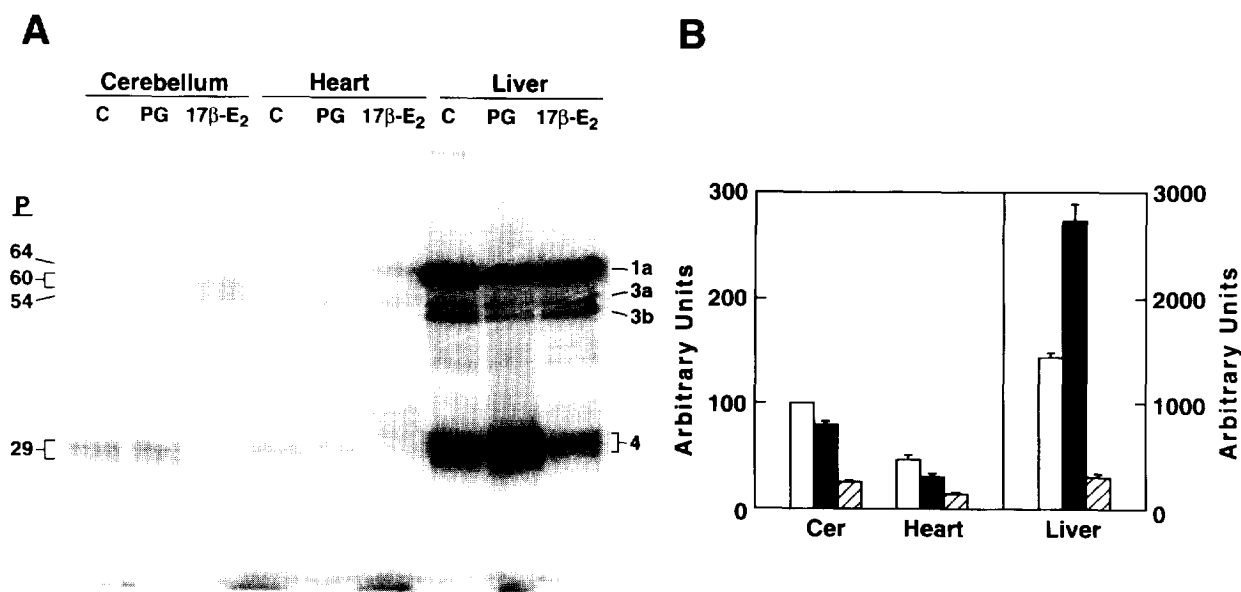 A
Cerebellum Heart Liver
C PG 17β-E₂ C PG 17β-E₂ C PG 17β-E₂
P
64
60
54
29
1a
3a
3b
4
B
300
200
100
0
Arbitrary Units
3000
2000
1000
0
Arbitrary Units
Cer Heart Liver